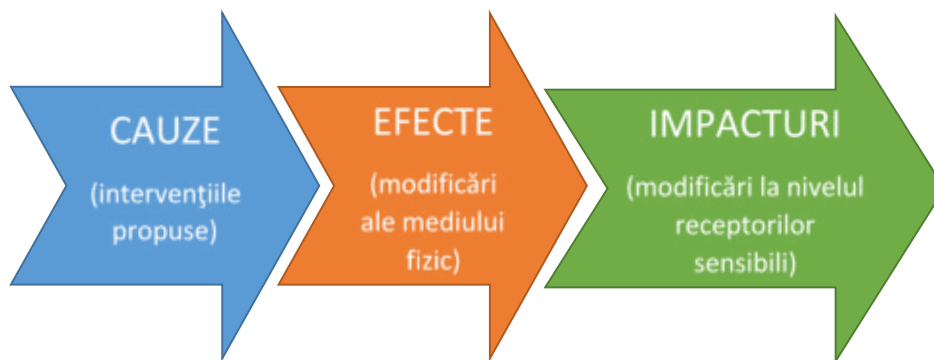 CAUZE
(intervenţiile
propuse)
EFECTE
(modificări
ale mediului
fizic)
IMPACTURI
(modificări la nivelul
receptorilor
sensibili)